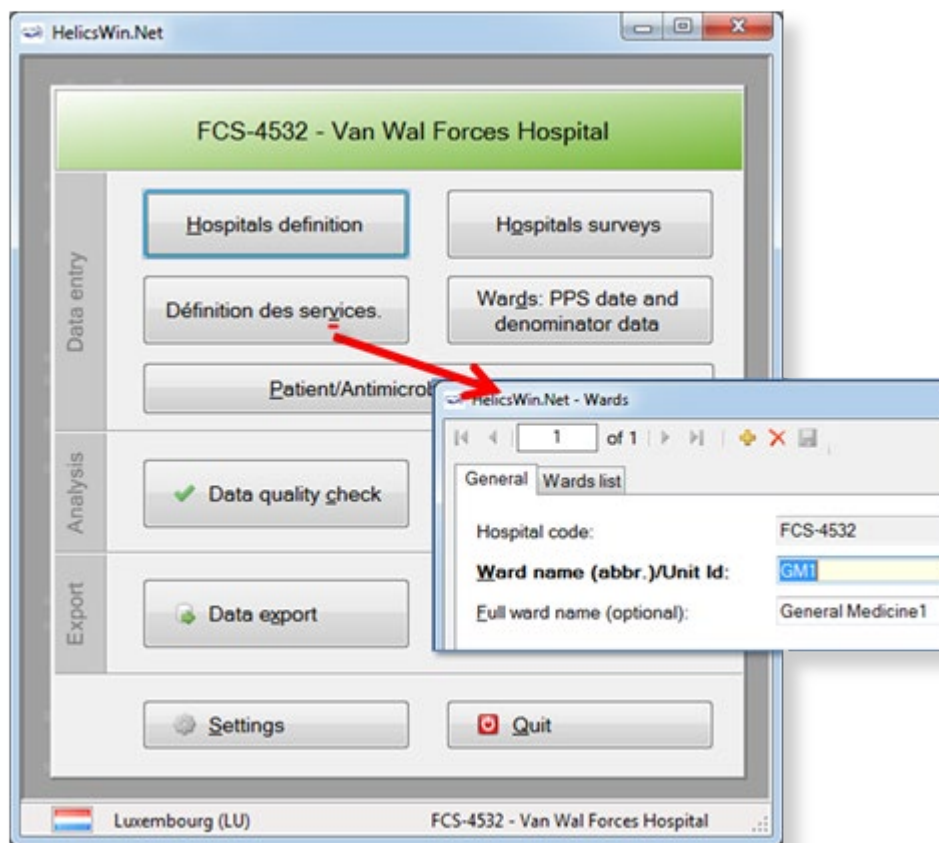 HelicsWin.Net
FCS-4532 - Van Wal Forces Hospital
Data entry
Hospitals definition
Hospitals surveys
Définition des services.
Wards: PPS date and
denominator data
Patient/Antimicrob
HelicsWin.Net - Wards
1 of 1
General
Wards list
Hospital code:
FCS-4532
Ward name (abbr.)/Unit Id:
GM1
Full ward name (optional):
General Medicine1
Analysis
Data quality check
Export
Data export
Settings
Quit
Luxembourg (LU)
FCS-4532 - Van Wal Forces Hospital